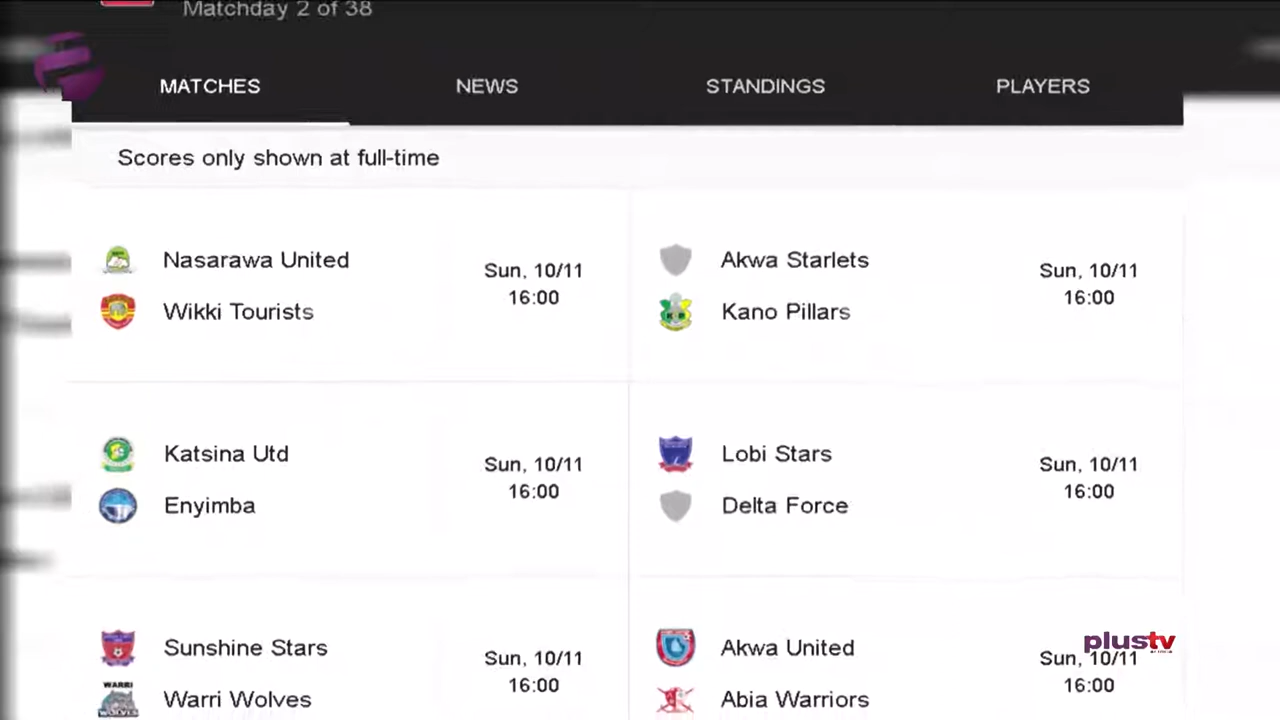 Matchday 2 of 38
MATCHES
NEWS
STANDINGS
PLAYERS
Scores only shown at full-time
Nasarawa United
Wikki Tourists
Sun, 10/11
16:00
Akwa Starlets
Kano Pillars
Sun, 10/11
16:00
Katsina Utd
Enyimba
Sun, 10/11
16:00
Lobi Stars
Delta Force
Sun, 10/11
16:00
Sunshine Stars
WARRI
WOLVES
Warri Wolves
Sun, 10/11
16:00
Akwa United
Abia Warriors
Sun, 10/11
16:00
plustv